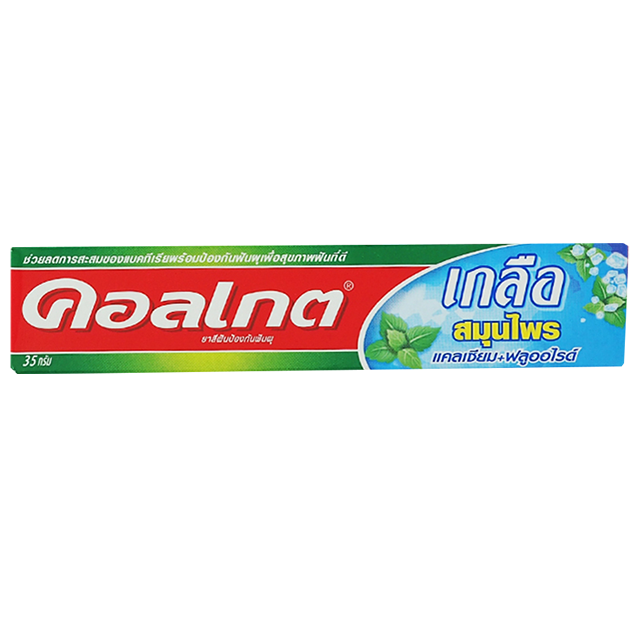 ช่วยลดการสะสมของแบคทีเรียพร้อมป้องกันฟันผุเพื่อสุขภาพฟันที่ดี
คอลเกต®
ยาสีฟันป้องกันฟันผุ
35 กรัม
เกลือ
สมุนไพร
แคลเซียม+ฟลูออไรด์